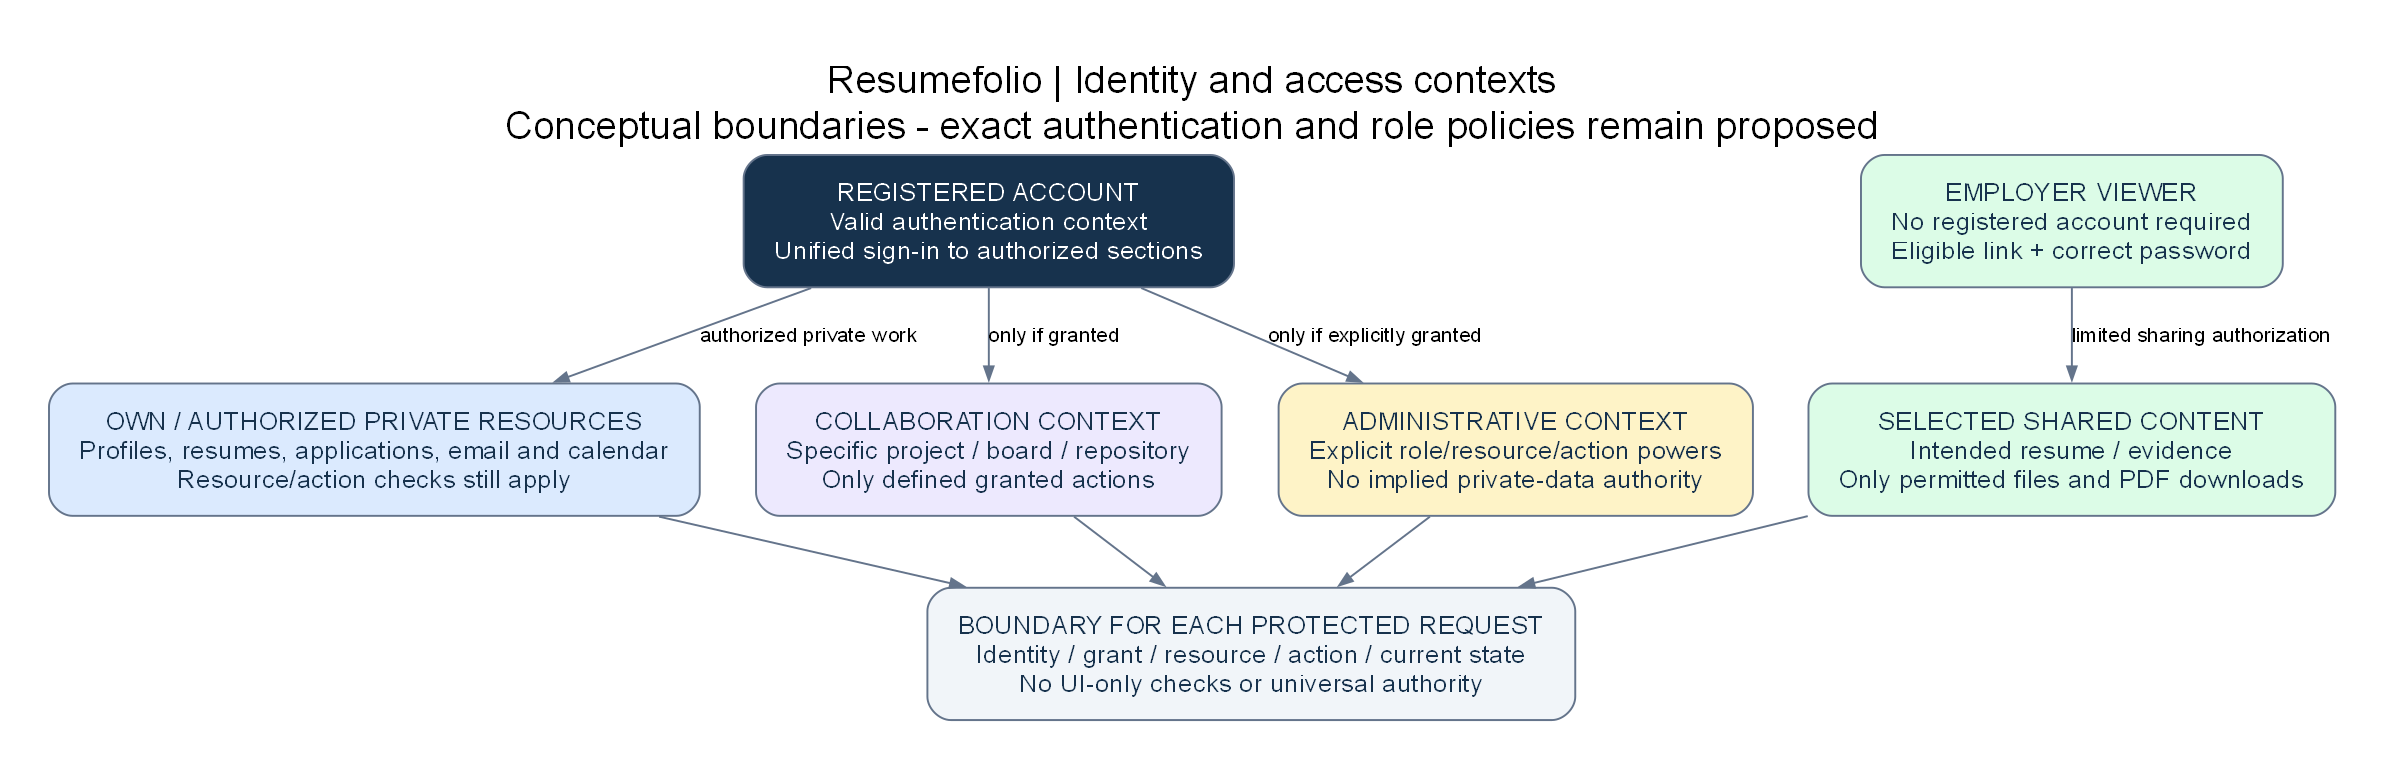 Resumefolio | Identity and access contexts
Conceptual boundaries - exact authentication and role policies remain proposed
REGISTERED ACCOUNT
Valid authentication context
Unified sign-in to authorized sections
EMPLOYER VIEWER
No registered account required
Eligible link + correct password
authorized private work
only if granted
only if explicitly granted
limited sharing authorization
OWN / AUTHORIZED PRIVATE RESOURCES
Profiles, resumes, applications, email and calendar
Resource/action checks still apply
COLLABORATION CONTEXT
Specific project / board / repository
Only defined granted actions
ADMINISTRATIVE CONTEXT
Explicit role/resource/action powers
No implied private-data authority
SELECTED SHARED CONTENT
Intended resume / evidence
Only permitted files and PDF downloads
BOUNDARY FOR EACH PROTECTED REQUEST
Identity / grant / resource / action / current state
No UI-only checks or universal authority